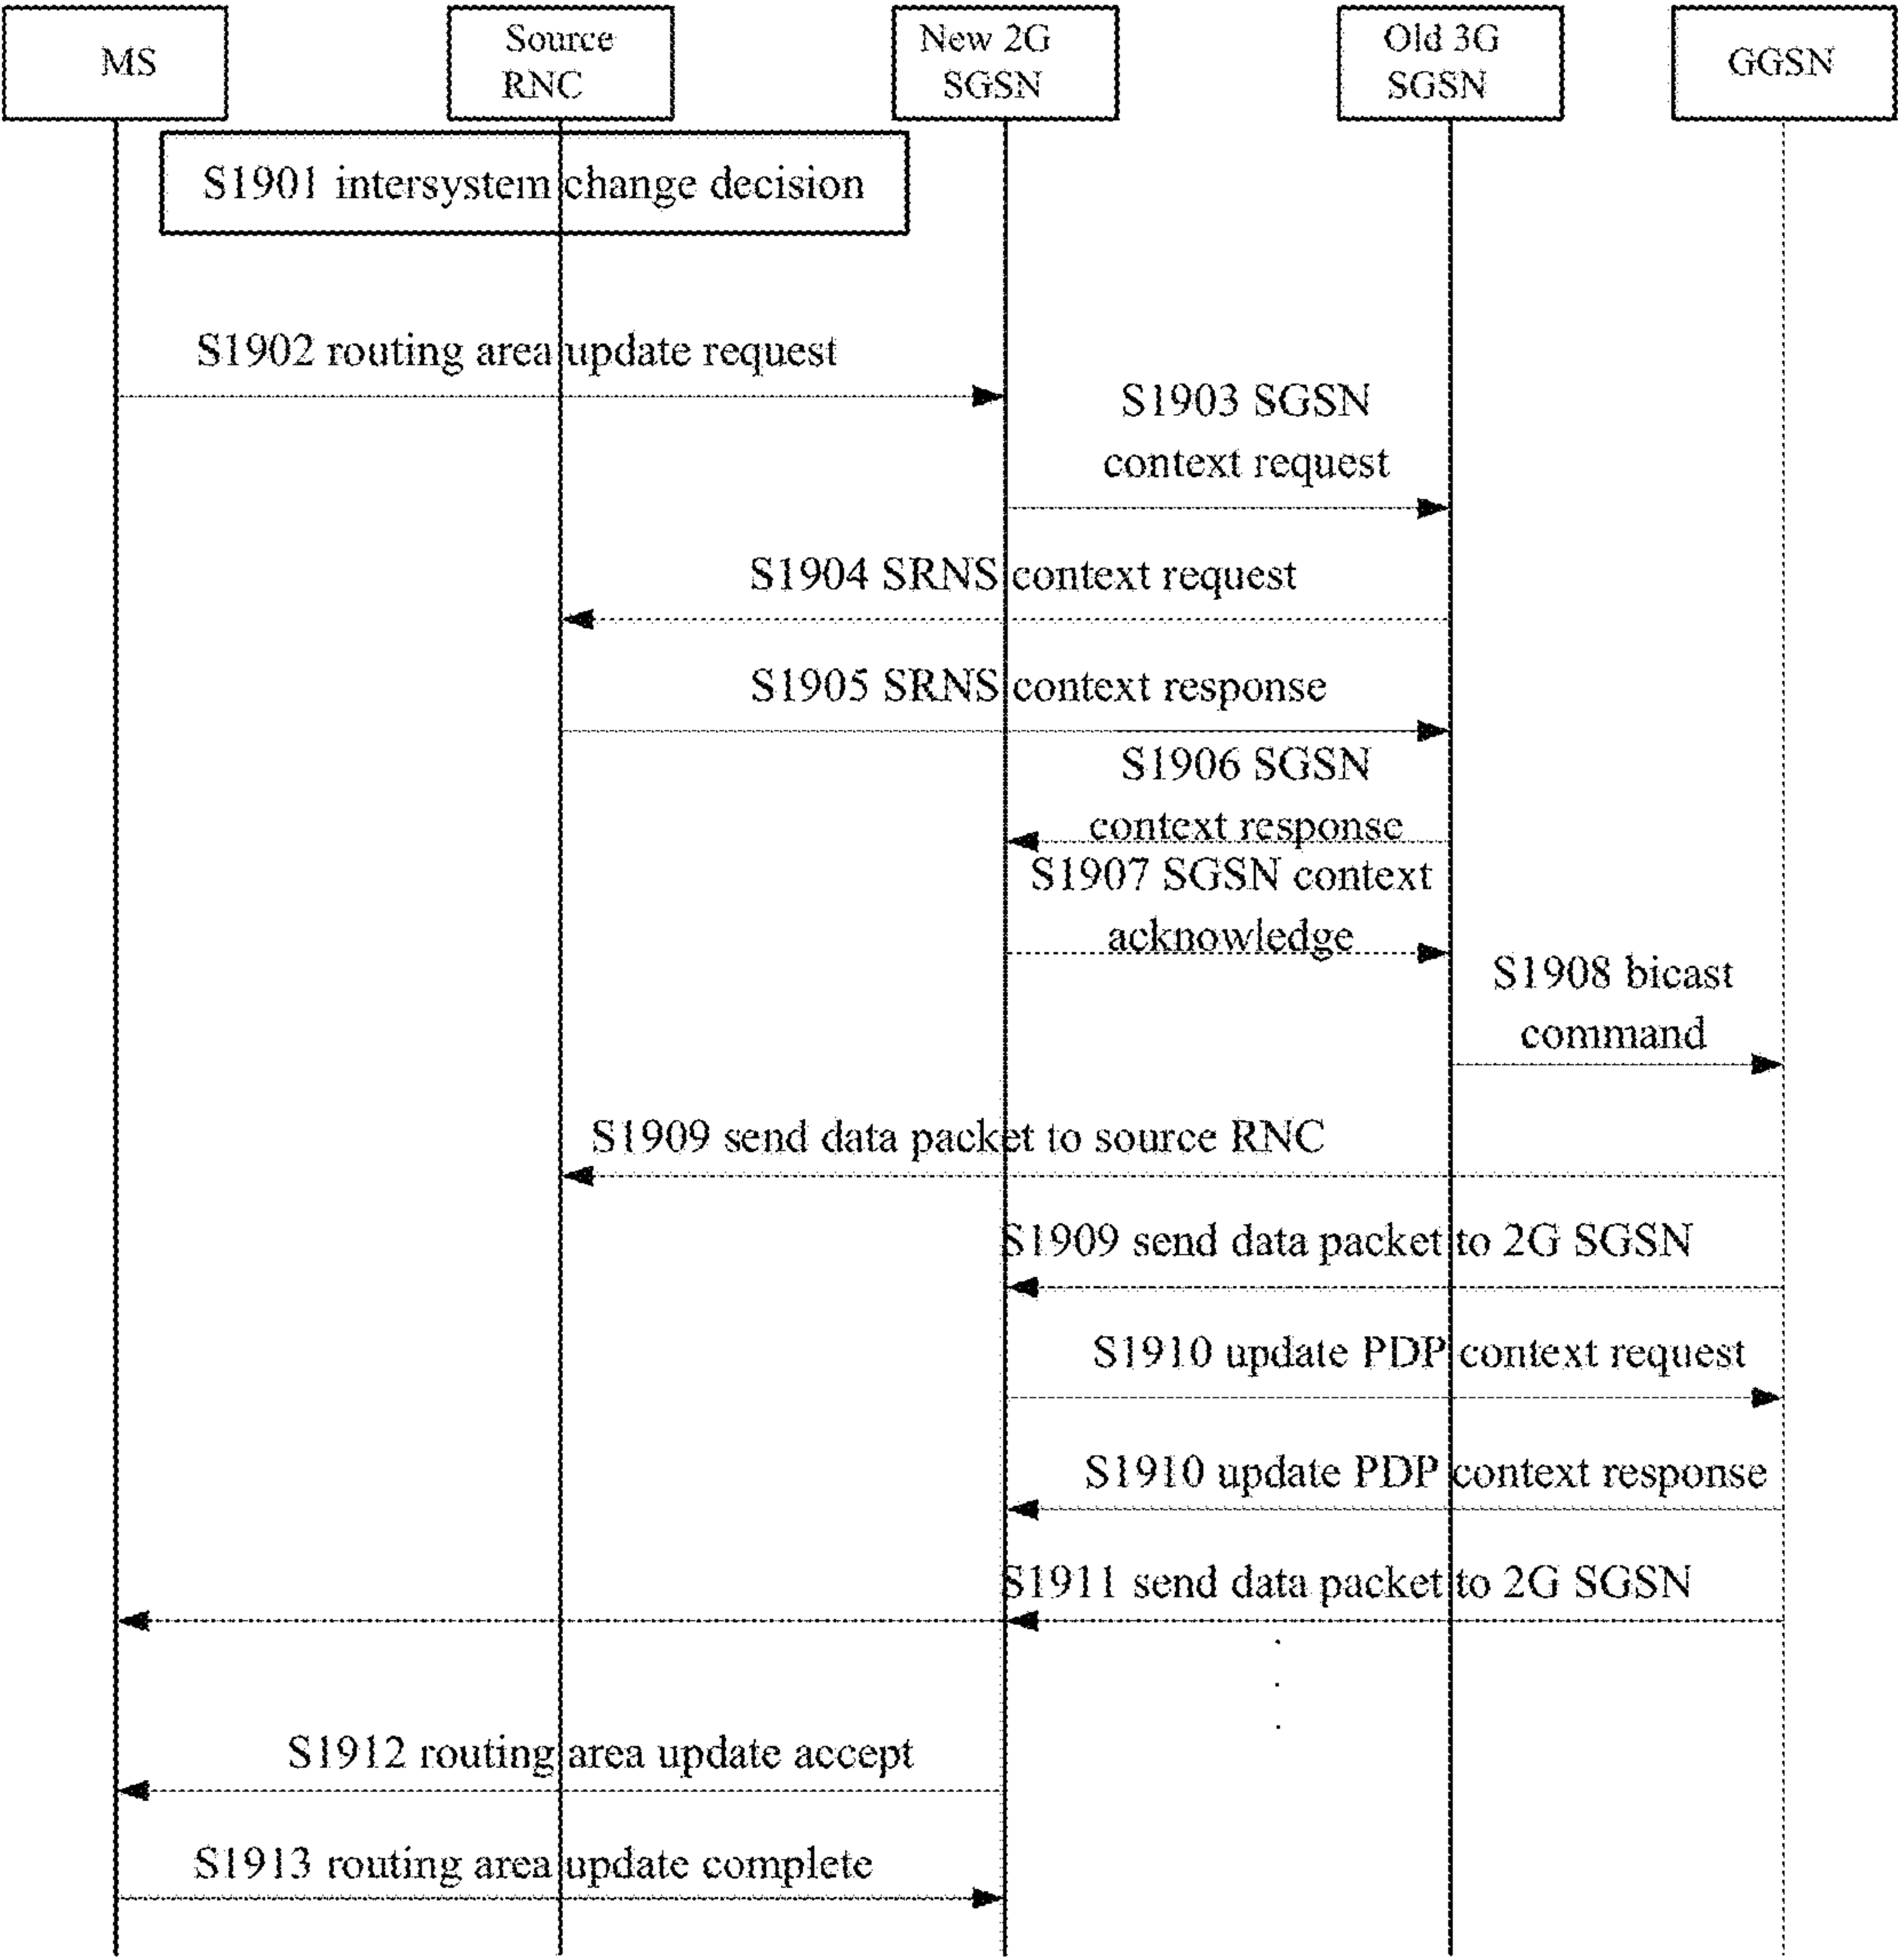 MS
Source
RNC
New 2G
SGSN
Old 3G
SGSN
GGSN
S1901 intersystem change decision
S1902 routing area update request
S1903 SGSN
context request
S1904 SRNS context request
S1905 SRNS context response
S1906 SGSN
context response
S1907 SGSN context
acknowledge
S1908 bicast
command
S1909 send data packet to source RNC
S1909 send data packet to 2G SGSN
S1910 update PDP context request
S1910 update PDP context response
S1911 send data packet to 2G SGSN
S1912 routing area update accept
S1913 routing area update complete